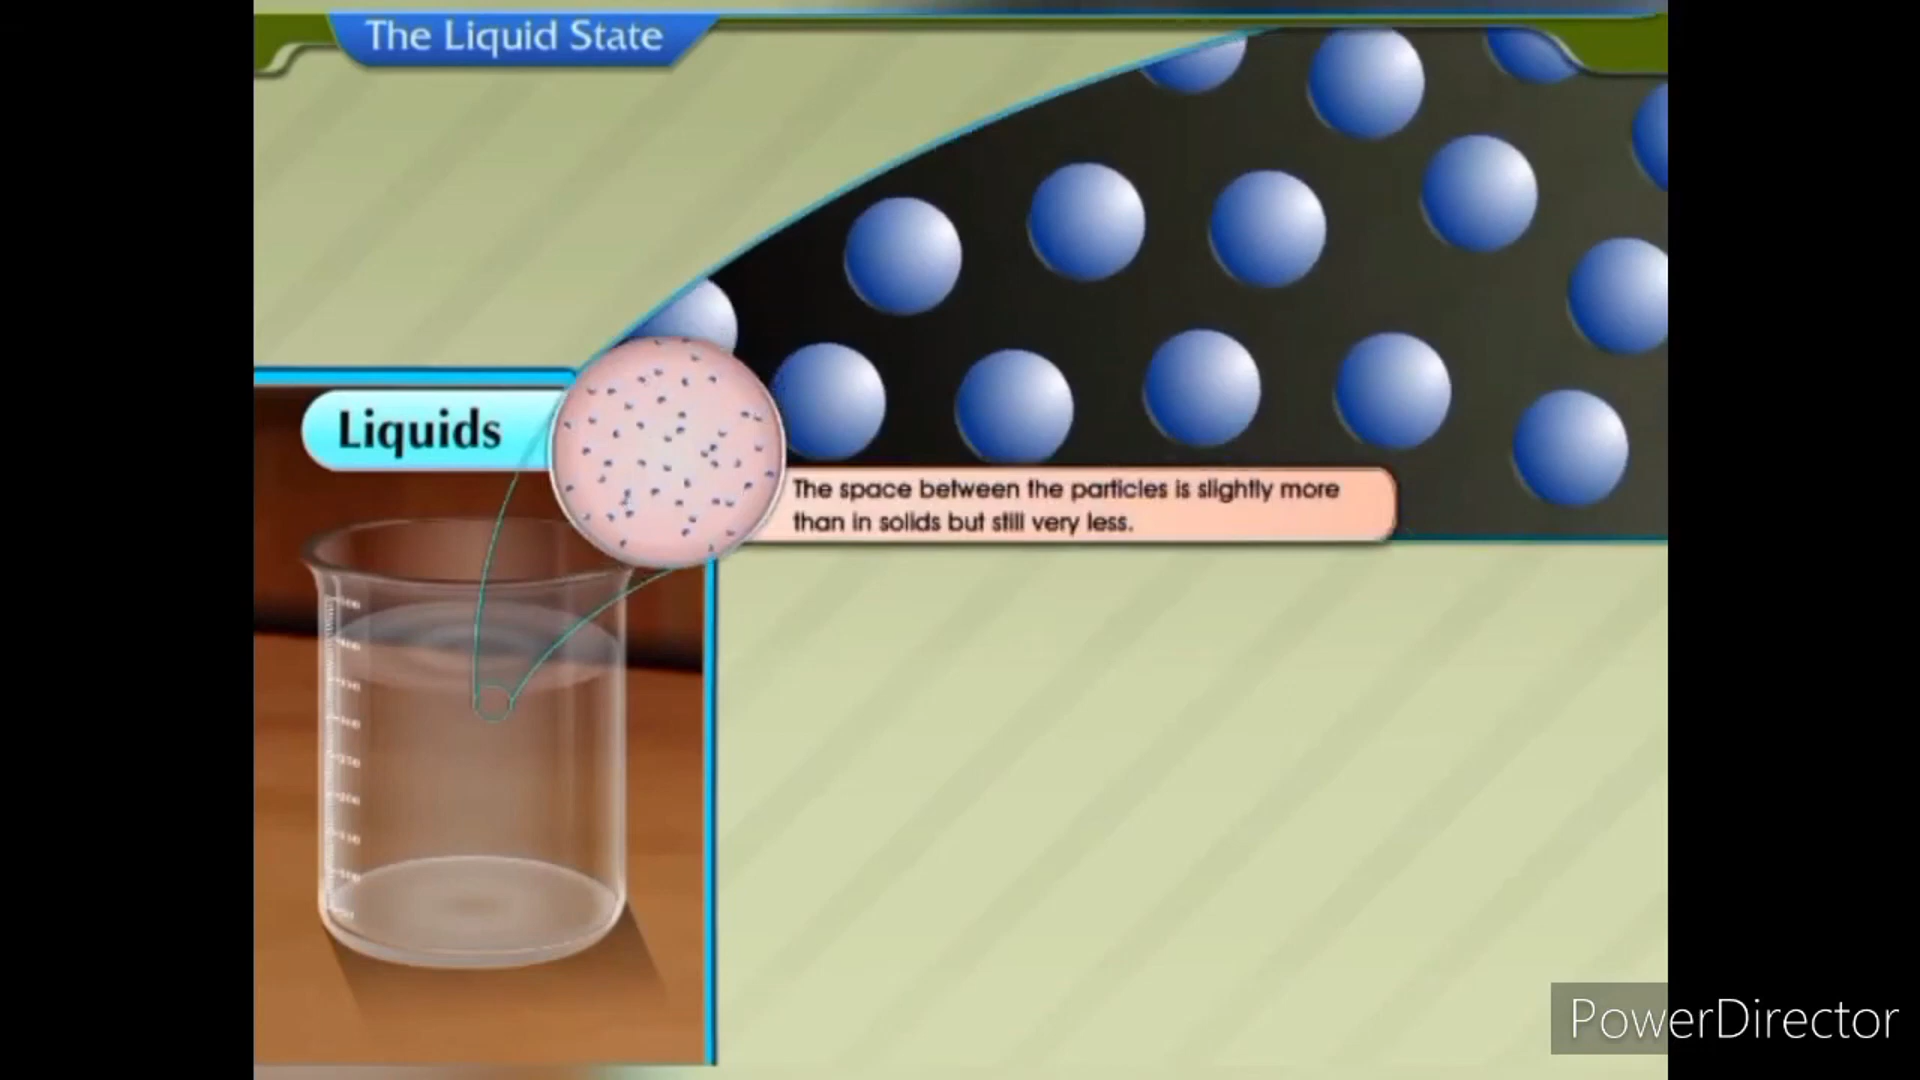 The Liquid State
Liquids
The space between the particles is slightly more
than in solids but still very less.
PowerDirector